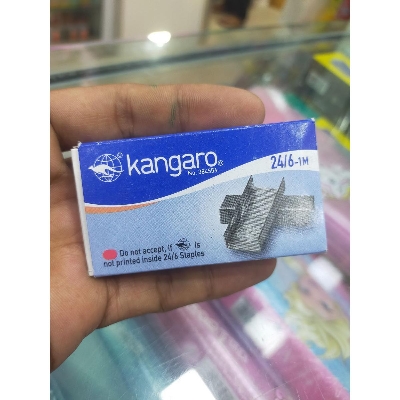 kangaro®
24/6-1M
Do not accept, if is
not printed inside 24/6 Staples